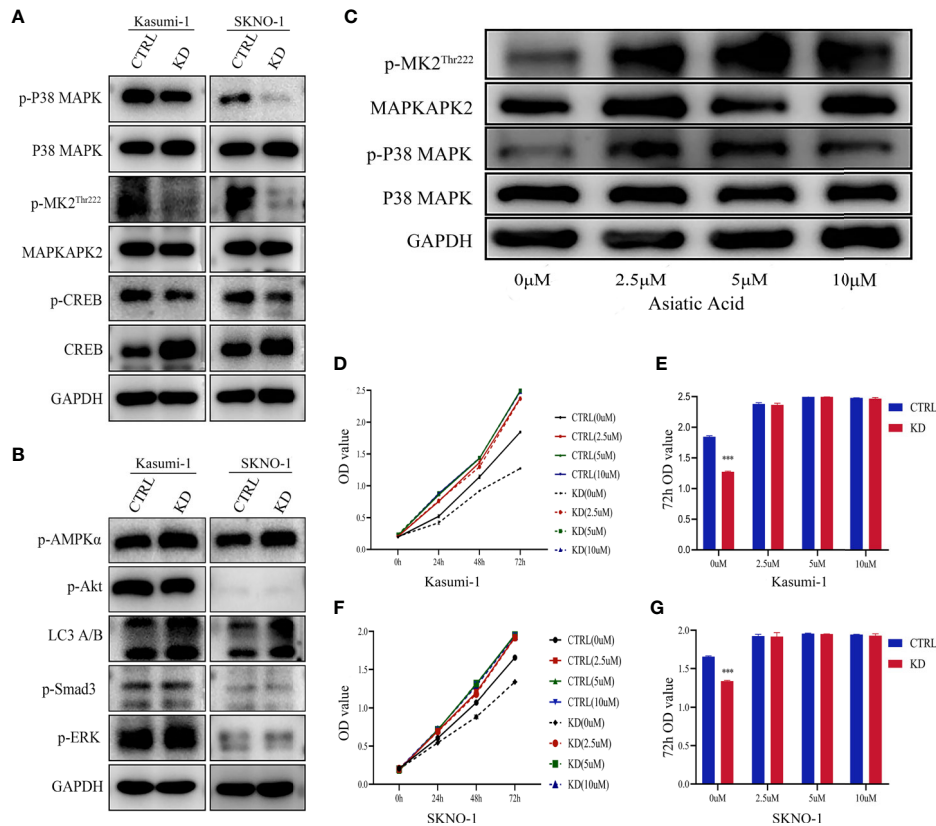 A
Kasumi-1 SKNO-1
CTRL KD CTRL KD
p-P38 MAPK
P38 MAPK
p-MK2Thr222
MAPKAPK2
p-CREB
CREB
GAPDH
B
Kasumi-1 SKNO-1
CTRL KD CTRL KD
p-AMPKα
p-Akt
LC3 A/B
p-Smad3
p-ERK
GAPDH
C
p-MK2Thr222
MAPKAPK2
p-P38 MAPK
P38 MAPK
GAPDH
0μM 2.5μM 5μM 10μM
Asiatic Acid
D
OD value
2.5
2.0
1.5
1.0
0.5
0.0
0h 24h 48h 72h
Kasumi-1
CTRL(0uM)
CTRL(2.5uM)
CTRL(5uM)
CTRL(10uM)
KD(0uM)
KD(2.5uM)
KD(5uM)
KD(10uM)
E
72h OD value
2.5
2.0
1.5
1.0
0.5
0.0
***
0uM 2.5uM 5uM 10uM
Kasumi-1
CTRL
KD
F
OD value
2.0
1.5
1.0
0.5
0.0
0h 24h 48h 72h
SKNO-1
CTRL(0uM)
CTRL(2.5uM)
CTRL(5uM)
CTRL(10uM)
KD(0uM)
KD(2.5uM)
KD(5uM)
KD(10uM)
G
72h OD value
2.0
1.5
1.0
0.5
0.0
***
0uM 2.5uM 5uM 10uM
SKNO-1
CTRL
KD